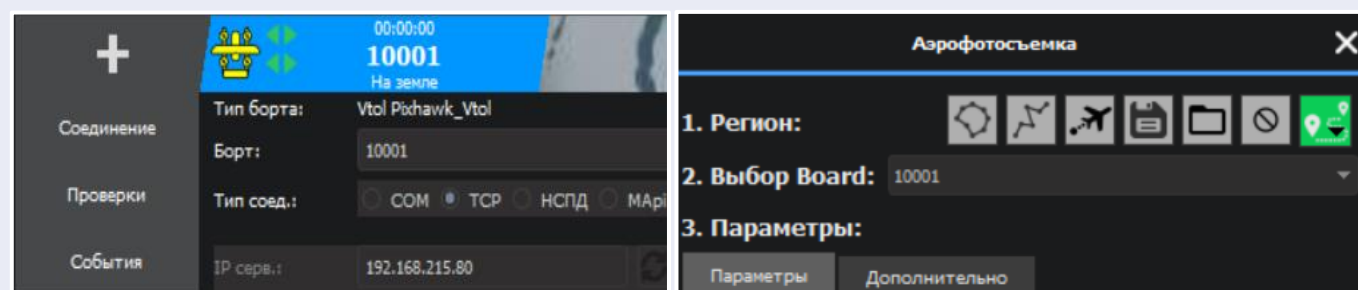 00:00:00
10001
На земле
Соединение
Проверки
События
Тип борта: Vtol Pixhawk_Vtol
Борт: 10001
Тип соед.: COM TCP НСПД MApi
IP серв.: 192.168.215.80
Аэрофотосъемка
1. Регион:
2. Выбор Board: 10001
3. Параметры:
Параметры Дополнительно